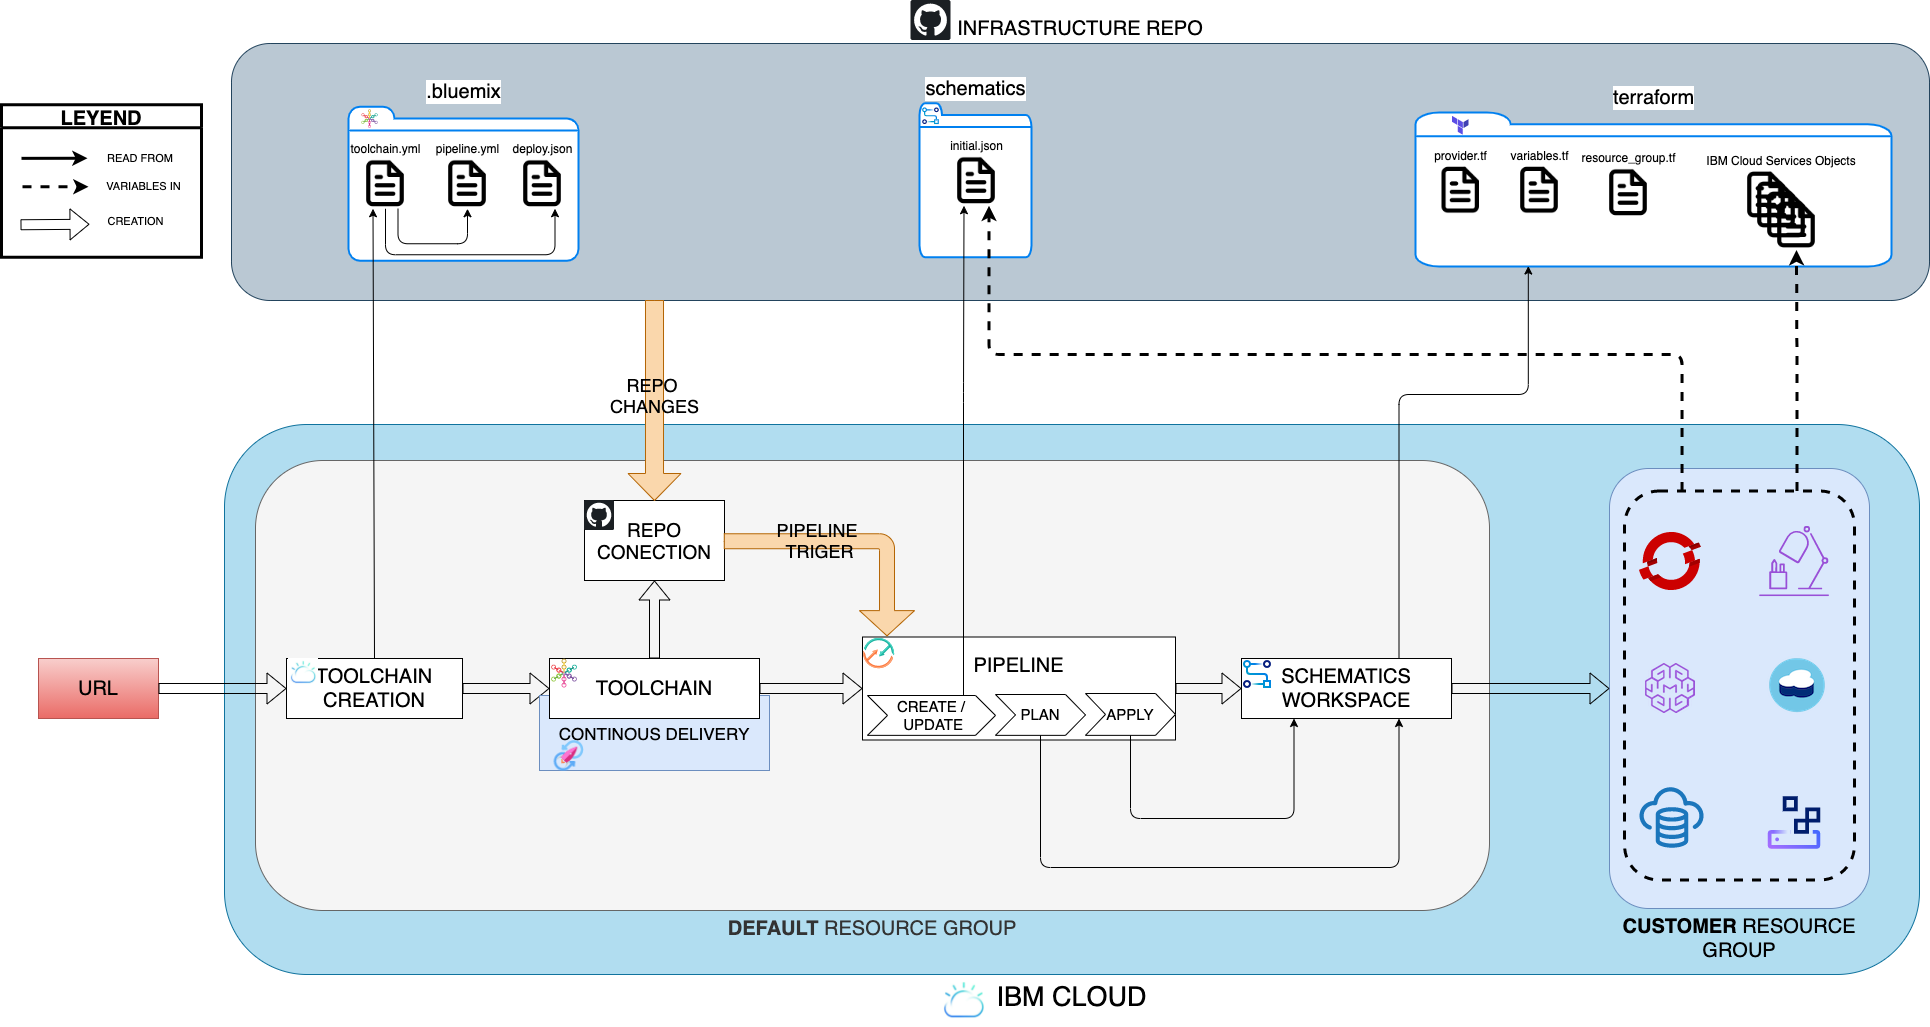 INFRASTRUCTURE REPO
.bluemix
schematics
terraform
LEYEND
READ FROM
VARIABLES IN
CREATION
toolchain.yml
pipeline.yml
deploy.json
initial.json
provider.tf
variables.tf
resource_group.tf
IBM Cloud Services Objects
REPO
CHANGES
REPO
CONECTION
PIPELINE
TRIGER
URL
TOOLCHAIN
CREATION
TOOLCHAIN
CONTINOUS DELIVERY
PIPELINE
CREATE /
UPDATE
PLAN
APPLY
SCHEMATICS
WORKSPACE
DEFAULT RESOURCE GROUP
CUSTOMER RESOURCE
GROUP
IBM CLOUD